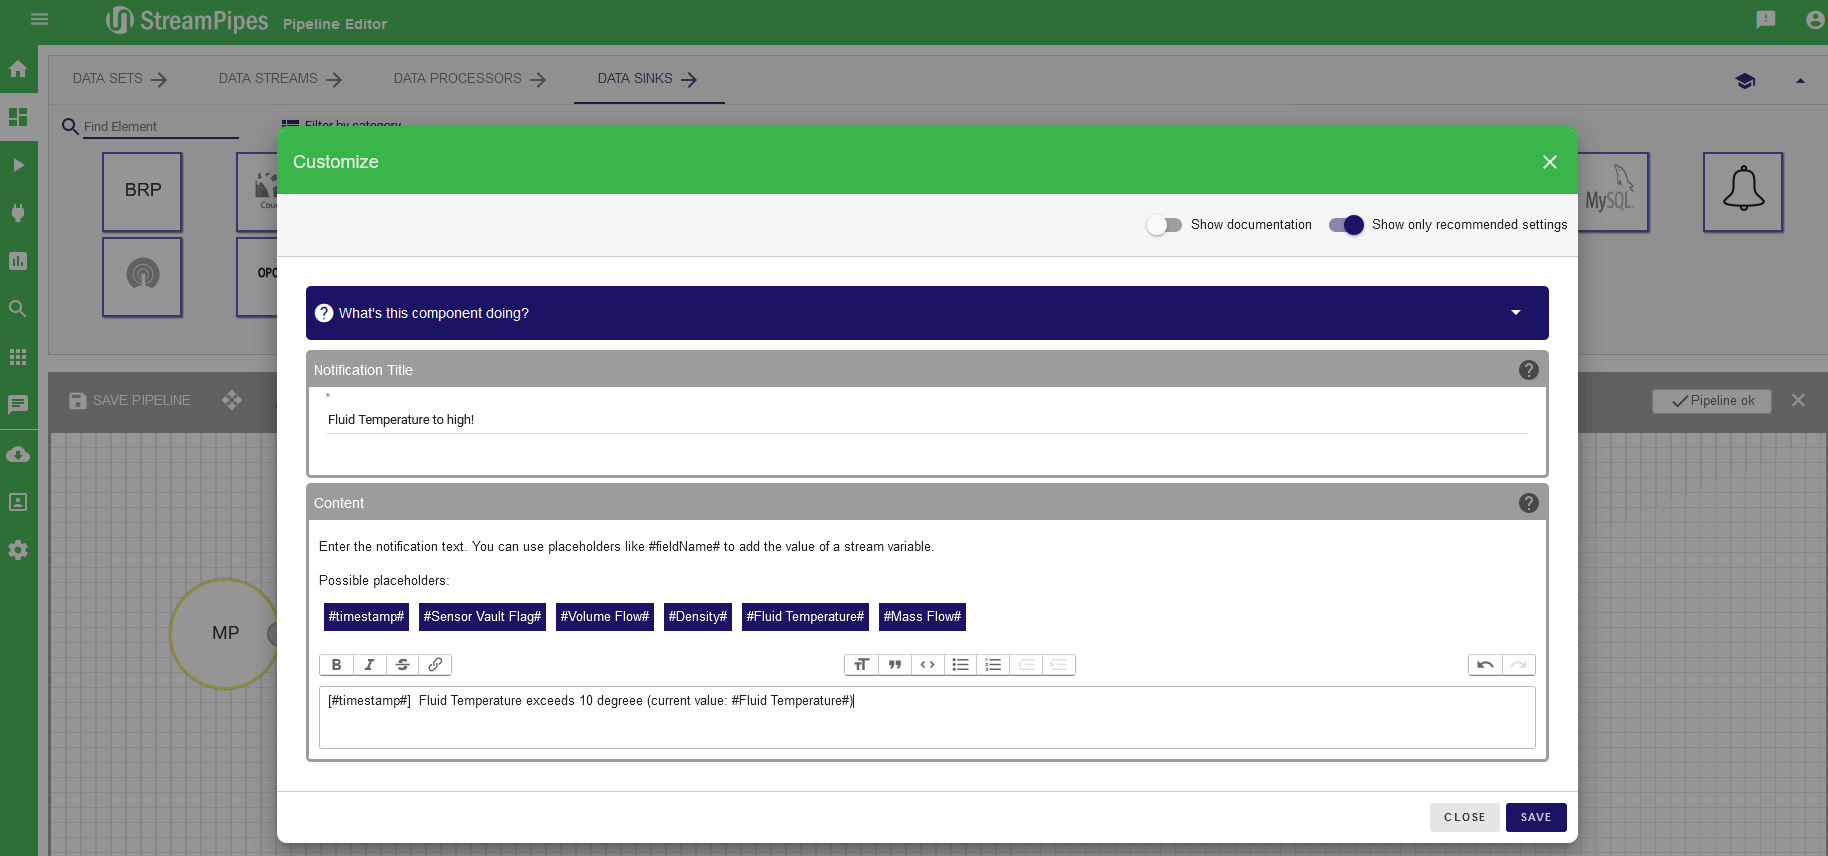 StreamPipes Pipeline Editor
DATA SETS DATA STREAMS DATA PROCESSORS DATA SINKS
Find Element Filter by category
BRP
Cou
MySQL
OPC
SAVE PIPELINE
Pipeline ok
MP
Customize
Show documentation Show only recommended settings
? What's this component doing?
Notification Title ?
*
Fluid Temperature to high!
Content ?
Enter the notification text. You can use placeholders like #fieldName# to add the value of a stream variable.
Possible placeholders:
#timestamp# #Sensor Vault Flag# #Volume Flow# #Density# #Fluid Temperature# #Mass Flow#
[#timestamp#]  Fluid Temperature exceeds 10 degreee (current value: #Fluid Temperature#)
CLOSE SAVE